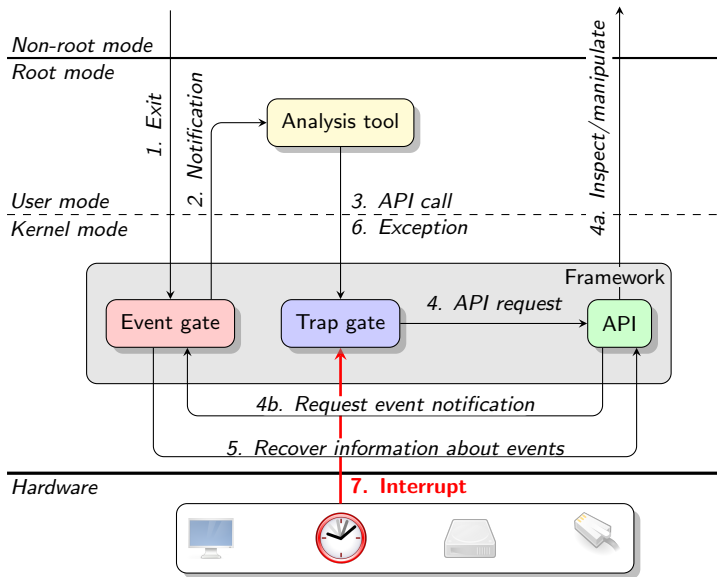 Non-root mode
Root mode
1. Exit
2. Notification
Analysis tool
4a. Inspect/manipulate
User mode
Kernel mode
3. API call
6. Exception
Framework
Event gate
Trap gate
4. API request
API
4b. Request event notification
5. Recover information about events
Hardware
7. Interrupt